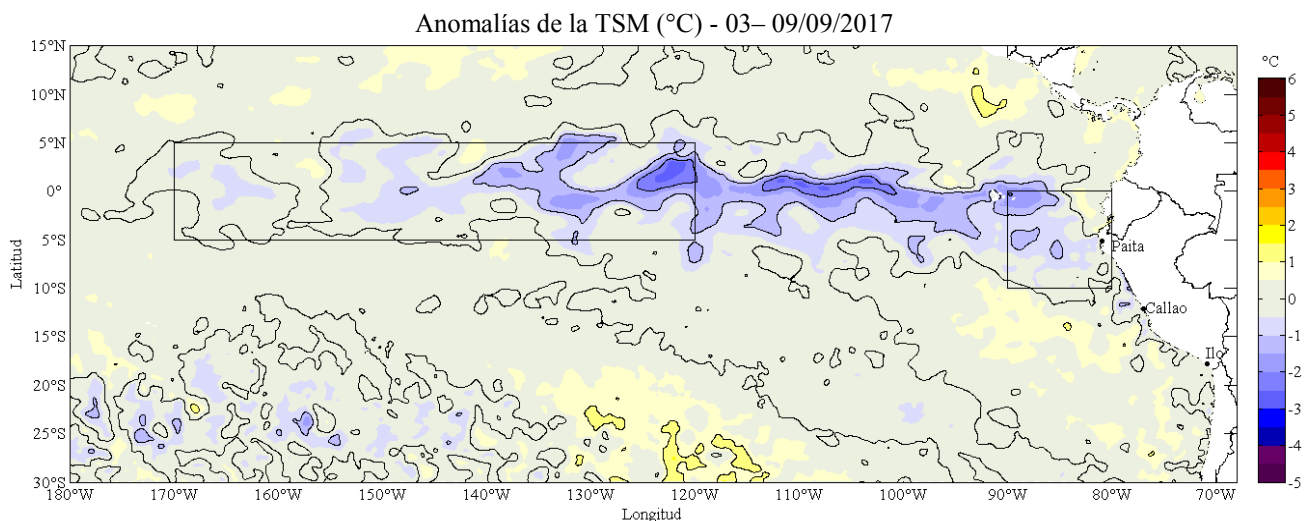 Anomalías de la TSM (°C) - 03– 09/09/2017
15°N
10°N
5°N
0°
5°S
10°S
15°S
20°S
25°S
30°S
Latitud
180°W
170°W
160°W
150°W
140°W
130°W
120°W
110°W
100°W
90°W
80°W
70°W
Longitud
Paita
Callao
Ilo
°C
6
5
4
3
2
1
0
-1
-2
-3
-4
-5